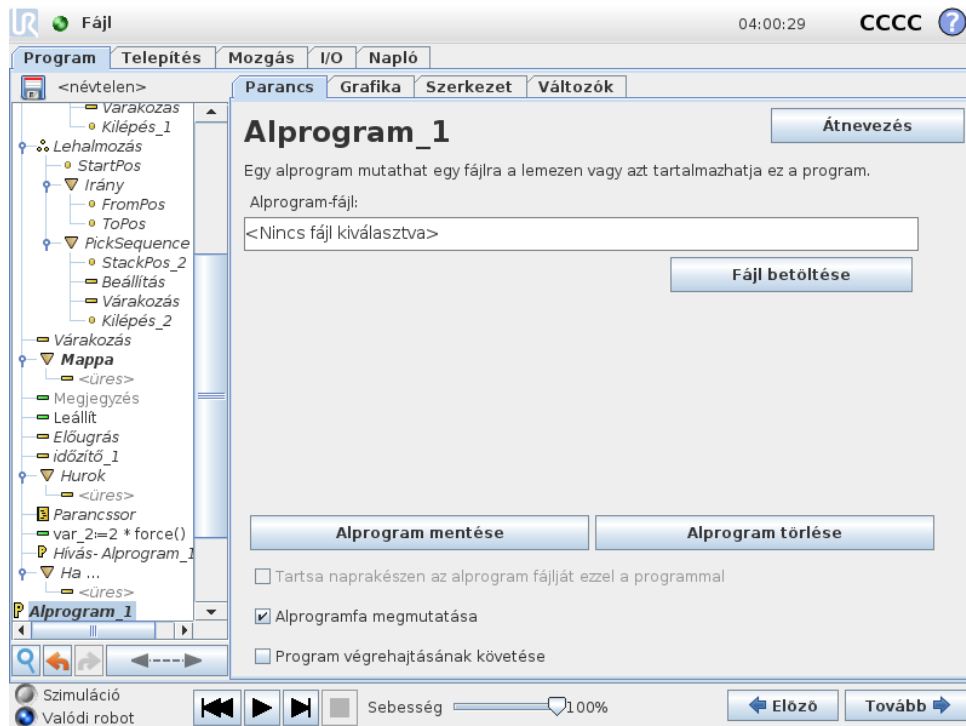 UR Fájl 04:00:29 CCCC ?
Program Telepítés Mozgás I/O Napló
<névtelen>
Várakozás
Kilépés_1
Lehalmozás
StartPos
Irány
FromPos
ToPos
PickSequence
StackPos_2
Beállítás
Várakozás
Kilépés_2
Várakozás
Mappa
<üres>
Megjegyzés
Leállít
Előugrás
időzítő_1
Hurok
<üres>
Parancssor
var_2:=2 * force()
Hívás- Alprogram_1
Ha ...
<üres>
Alprogram_1
Parancs Grafika Szerkezet Változók
Alprogram_1
Átnevezés
Egy alprogram mutathat egy fájlra a lemezen vagy azt tartalmazhatja ez a program.
Alprogram-fájl:
<Nincs fájl kiválasztva>
Fájl betöltése
Alprogram mentése Alprogram törlése
Tartsa naprakészen az alprogram fájlját ezzel a programmal
Alprogramfa megmutatása
Program végrehajtásának követése
Szimuláció
Valódi robot
Sebesség 100%
Előző Tovább